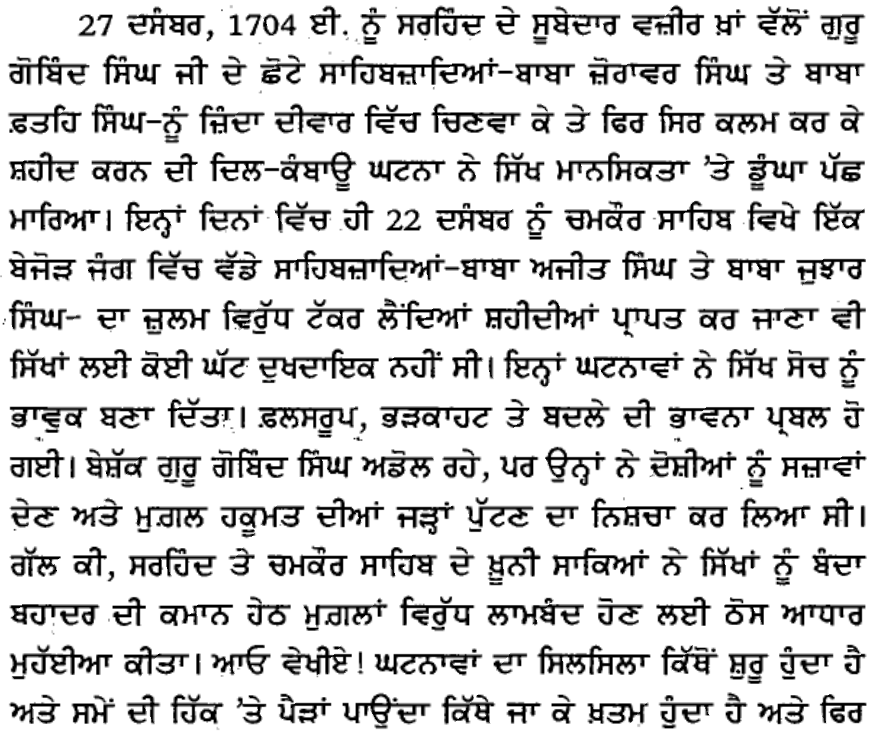 27 ਦਸੰਬਰ, 1704 ਈ. ਨੂੰ ਸਰਹਿੰਦ ਦੇ ਸੂਬੇਦਾਰ ਵਜ਼ੀਰ ਖ਼ਾਂ ਵੱਲੋਂ ਗੁਰੂ
ਗੋਬਿੰਦ ਸਿੰਘ ਜੀ ਦੇ ਛੋਟੇ ਸਾਹਿਬਜ਼ਾਦਿਆਂ-ਬਾਬਾ ਜ਼ੋਰਾਵਰ ਸਿੰਘ ਤੇ ਬਾਬਾ
ਫ਼ਤਹਿ ਸਿੰਘ-ਨੂੰ ਜ਼ਿੰਦਾ ਦੀਵਾਰ ਵਿੱਚ ਚਿਣਵਾ ਕੇ ਤੇ ਫਿਰ ਸਿਰ ਕਲਮ ਕਰ ਕੇ
ਸ਼ਹੀਦ ਕਰਨ ਦੀ ਦਿਲ-ਕੰਬਾਊ ਘਟਨਾ ਨੇ ਸਿੱਖ ਮਾਨਸਿਕਤਾ ’ਤੇ ਡੂੰਘਾ ਪੱਛ
ਮਾਰਿਆ। ਇਨ੍ਹਾਂ ਦਿਨਾਂ ਵਿੱਚ ਹੀ 22 ਦਸੰਬਰ ਨੂੰ ਚਮਕੌਰ ਸਾਹਿਬ ਵਿਖੇ ਇੱਕ
ਬੇਜੋੜ ਜੰਗ ਵਿੱਚ ਵੱਡੇ ਸਾਹਿਬਜ਼ਾਦਿਆਂ-ਬਾਬਾ ਅਜੀਤ ਸਿੰਘ ਤੇ ਬਾਬਾ ਜੁਝਾਰ
ਸਿੰਘ- ਦਾ ਜ਼ੁਲਮ ਵਿਰੁੱਧ ਟੱਕਰ ਲੈਂਦਿਆਂ ਸ਼ਹੀਦੀਆਂ ਪ੍ਰਾਪਤ ਕਰ ਜਾਣਾ ਵੀ
ਸਿੱਖਾਂ ਲਈ ਕੋਈ ਘੱਟ ਦੁਖਦਾਇਕ ਨਹੀਂ ਸੀ। ਇਨ੍ਹਾਂ ਘਟਨਾਵਾਂ ਨੇ ਸਿੱਖ ਸੋਚ ਨੂੰ
ਭਾਵੁਕ ਬਣਾ ਦਿੱਤਾ। ਫ਼ਲਸਰੂਪ, ਭੜਕਾਹਟ ਤੇ ਬਦਲੇ ਦੀ ਭਾਵਨਾ ਪ੍ਰਬਲ ਹੋ
ਗਈ। ਬੇਸ਼ੱਕ ਗੁਰੂ ਗੋਬਿੰਦ ਸਿੰਘ ਅਡੋਲ ਰਹੇ, ਪਰ ਉਨ੍ਹਾਂ ਨੇ ਦੋਸ਼ੀਆਂ ਨੂੰ ਸਜ਼ਾਵਾਂ
ਦੇਣ ਅਤੇ ਮੁਗ਼ਲ ਹਕੂਮਤ ਦੀਆਂ ਜੜ੍ਹਾਂ ਪੁੱਟਣ ਦਾ ਨਿਸ਼ਚਾ ਕਰ ਲਿਆ ਸੀ।
ਗੱਲ ਕੀ, ਸਰਹਿੰਦ ਤੇ ਚਮਕੌਰ ਸਾਹਿਬ ਦੇ ਖ਼ੂਨੀ ਸਾਕਿਆਂ ਨੇ ਸਿੱਖਾਂ ਨੂੰ ਬੰਦਾ
ਬਹਾਦਰ ਦੀ ਕਮਾਨ ਹੇਠ ਮੁਗ਼ਲਾਂ ਵਿਰੁੱਧ ਲਾਮਬੰਦ ਹੋਣ ਲਈ ਠੋਸ ਆਧਾਰ
ਮੁਹੱਈਆ ਕੀਤਾ। ਆਓ ਵੇਖੀਏ! ਘਟਨਾਵਾਂ ਦਾ ਸਿਲਸਿਲਾ ਕਿੱਥੋਂ ਸ਼ੁਰੂ ਹੁੰਦਾ ਹੈ
ਅਤੇ ਸਮੇਂ ਦੀ ਹਿੱਕ ’ਤੇ ਪੈੜਾਂ ਪਾਉਂਦਾ ਕਿੱਥੇ ਜਾ ਕੇ ਖ਼ਤਮ ਹੁੰਦਾ ਹੈ ਅਤੇ ਫਿਰ